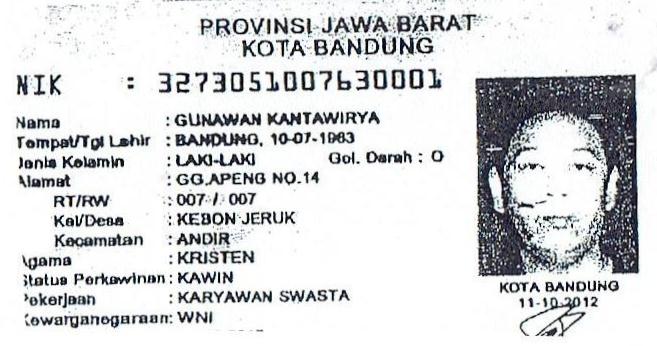 PROVINSI JAWA BARAT
KOTA BANDUNG
NIK : 3273051007630001
Nama : GUNAWAN KANTAWIRYA
Tempat/Tgl Lahir : BANDUNG, 10-07-1963
Jenis Kelamin : LAKI-LAKI Gol. Darah : O
Alamat : GG.APENG NO.14
RT/RW : 007 / 007
Kel/Desa : KEBON JERUK
Kecamatan : ANDIR
Agama : KRISTEN
Status Perkawinan: KAWIN
Pekerjaan : KARYAWAN SWASTA
Kewarganegaraan: WNI
KOTA BANDUNG
11-10-2012